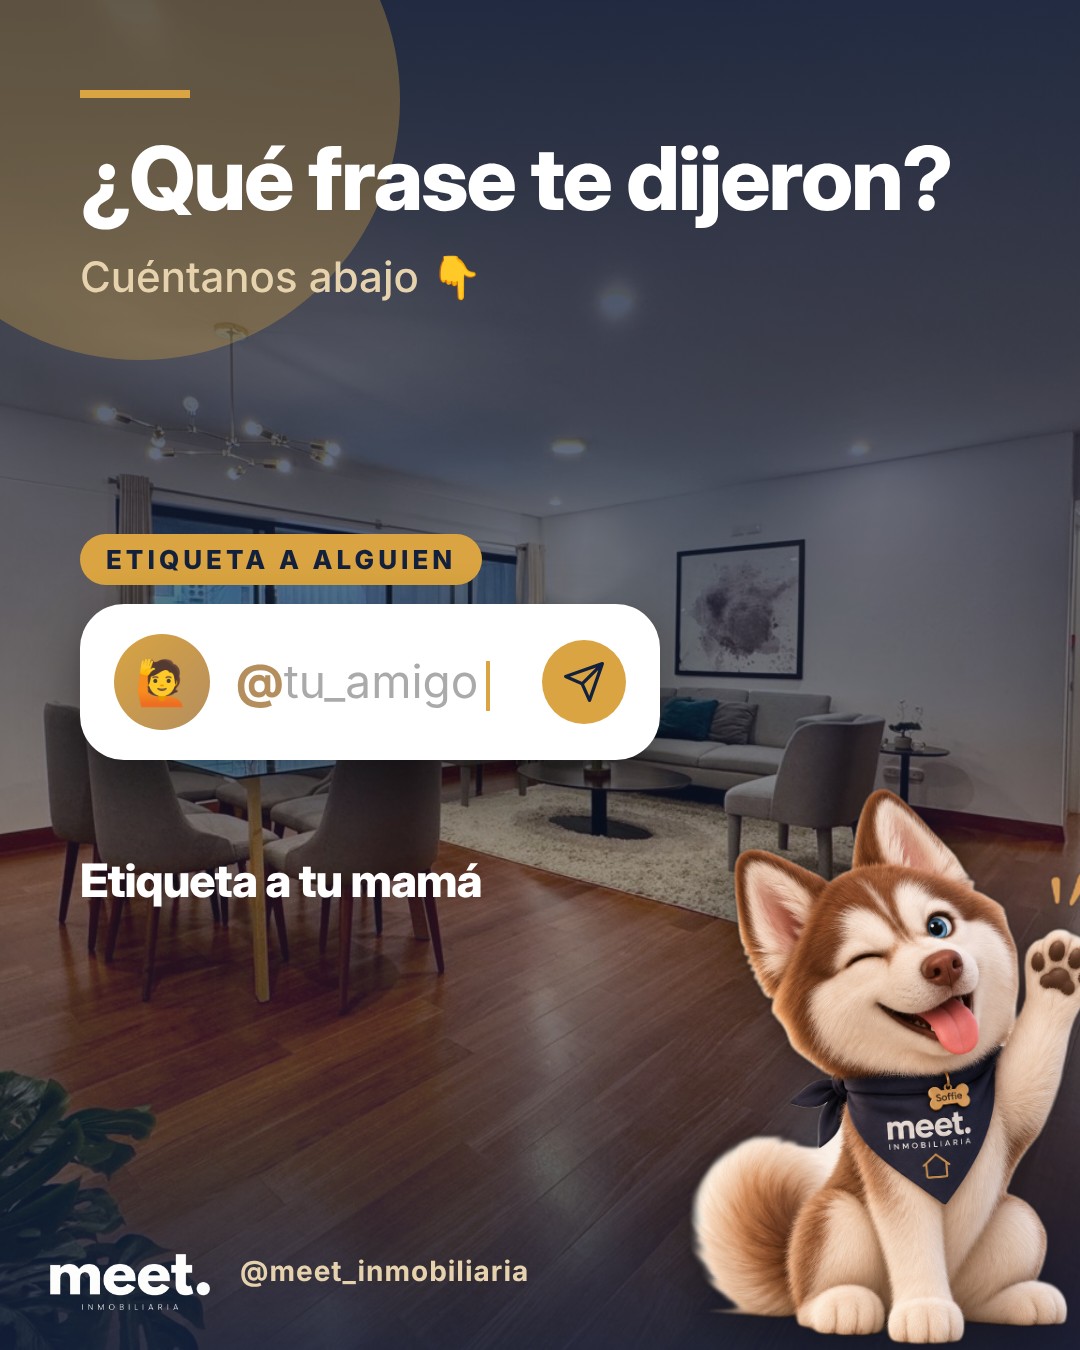 ¿Qué frase te dijeron?
Cuéntanos abajo 👇
ETIQUETA A ALGUIEN
@tu_amigo
Etiqueta a tu mamá
Soffie
meet.
INMOBILIARIA
meet.
INMOBILIARIA
@meet_inmobiliaria